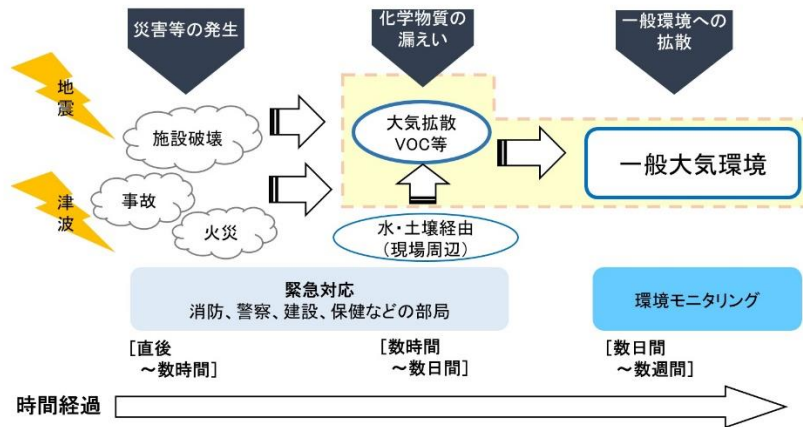 災害等の発生
化学物質の
漏えい
一般環境への
拡散
地震
津波
施設破壊
事故
火災
大気拡散
VOC等
水・土壌経由
(現場周辺)
一般大気環境
緊急対応
消防、警察、建設、保健などの部局
環境モニタリング
[直後
～数時間]
[数時間
～数日間]
[数日間
～数週間]
時間経過